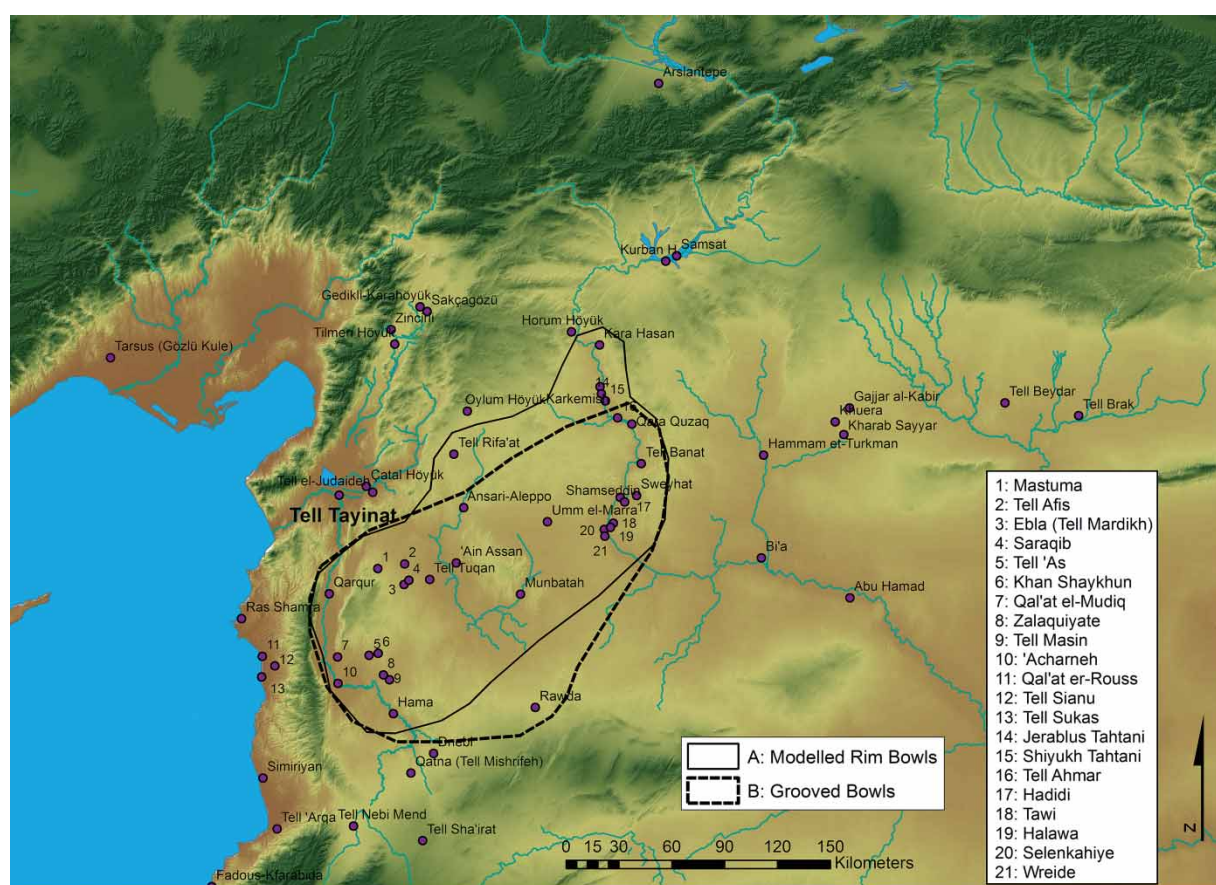 Arslantepe
Kurban H.
Samsat
Gedikli-Karahöyük
Sakçagözü
Zincirli
Tilmen Höyük
Horum Höyük
Kara Hasan
Tarsus (Gözlü Kule)
14
15
Oylum Höyük
Karkemis
16
Gajjar al-Kabir
Tell Beydar
Tell Brak
Khuera
Qara Quzaq
Kharab Sayyar
Tell Rifa'at
Hammam et-Turkman
Tell Banat
Çatal Höyük
Tell el-Judaideh
Shamseddin
Sweyhat
17
Tell Tayinat
Ansari-Aleppo
Umm el-Marra
18
20
19
21
Bi'a
1
2
'Ain Assan
4
Tell Tuqan
3
Qarqur
Munbatah
Abu Hamad
Ras Shamra
11
12
13
7
5
6
8
10
9
Hama
Rawda
Dnebi
Qatna (Tell Mishrifeh)
Simiriyan
Tell 'Arqa
Tell Nebi Mend
Tell Sha'irat
Fadous-Kfarabida
A: Modelled Rim Bowls
B: Grooved Bowls
0 15 30 60 90 120 150
Kilometers
1: Mastuma
2: Tell Afis
3: Ebla (Tell Mardikh)
4: Saraqib
5: Tell 'As
6: Khan Shaykhun
7: Qal'at el-Mudiq
8: Zalaquiyate
9: Tell Masin
10: 'Acharneh
11: Qal'at er-Rouss
12: Tell Sianu
13: Tell Sukas
14: Jerablus Tahtani
15: Shiyukh Tahtani
16: Tell Ahmar
17: Hadidi
18: Tawi
19: Halawa
20: Selenkahiye
21: Wreide
N